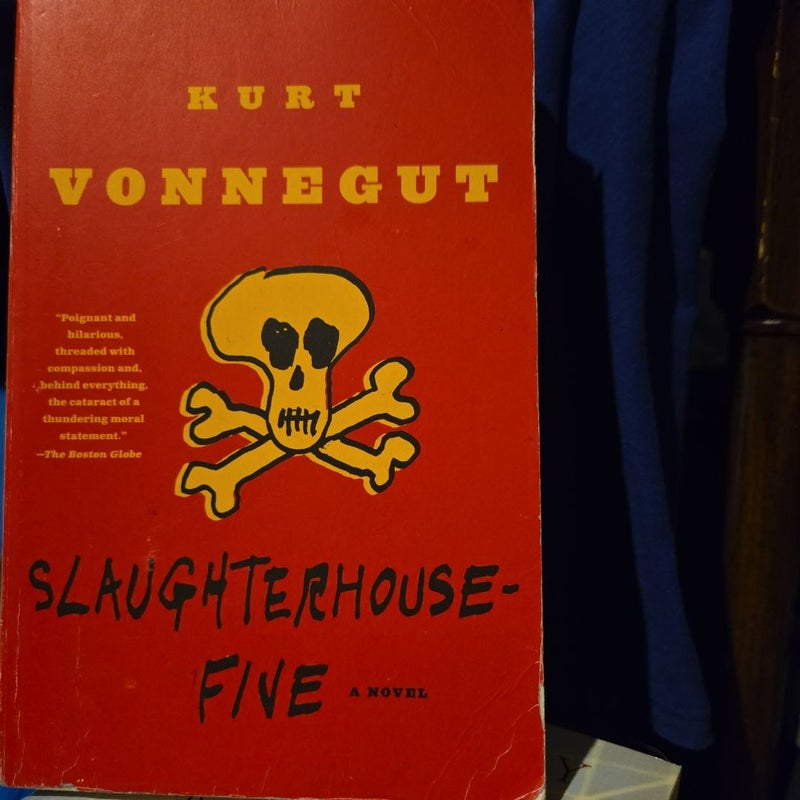 KURT
VONNEGUT
"Poignant and
hilarious,
threaded with
compassion and,
behind everything,
the cataract of a
thundering moral
statement."
—The Boston Globe
SLAUGHTERHOUSE-
FIVE
A NOVEL
Y